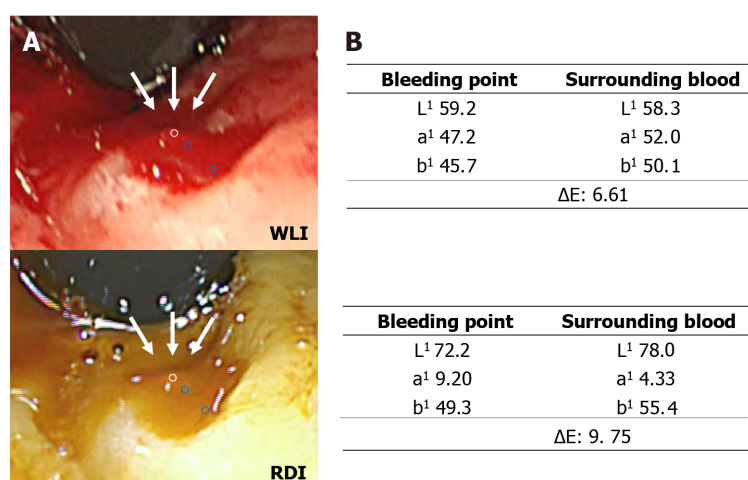 A
WLI
RDI
B
Bleeding point Surrounding blood
L¹ 59.2 L¹ 58.3
a¹ 47.2 a¹ 52.0
b¹ 45.7 b¹ 50.1
ΔE: 6.61
Bleeding point Surrounding blood
L¹ 72.2 L¹ 78.0
a¹ 9.20 a¹ 4.33
b¹ 49.3 b¹ 55.4
ΔE: 9. 75